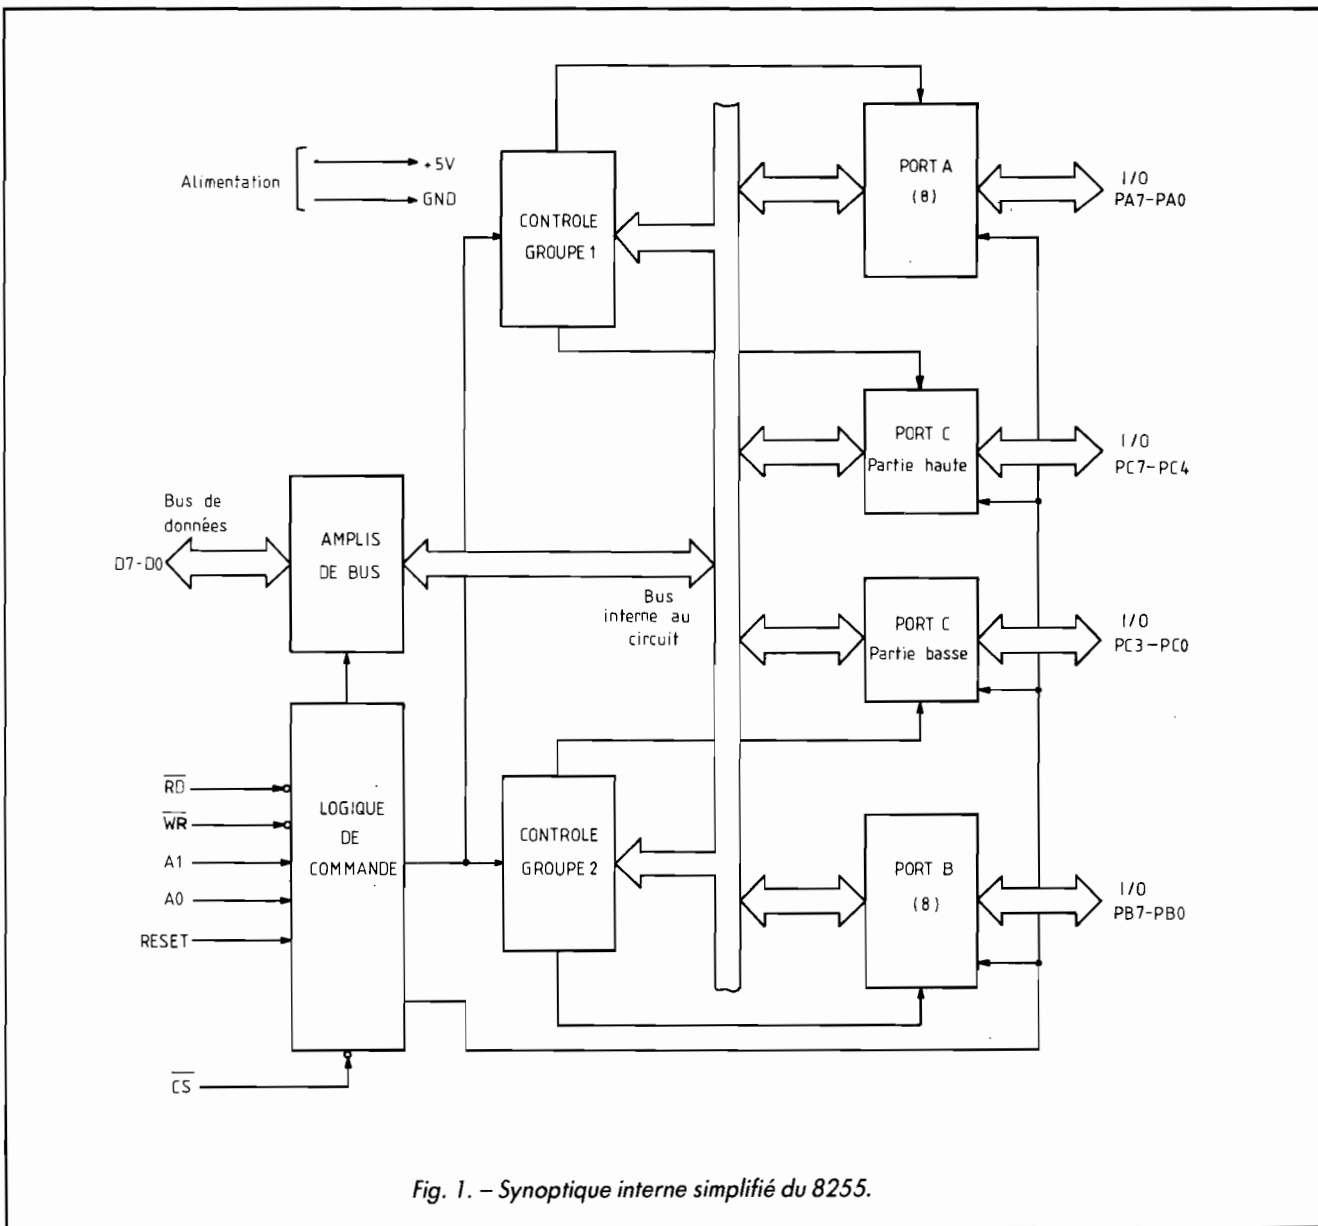 Alimentation
+5V
GND
CONTROLE
GROUPE 1
PORT A
(8)
I/O
PA7-PA0
PORT C
Partie haute
I/O
PC7-PC4
Bus de
données
D7-D0
AMPLIS
DE BUS
Bus
interne au
circuit
PORT C
Partie basse
I/O
PC3-PC0
RD
WR
A1
A0
RESET
CS
LOGIQUE
DE
COMMANDE
CONTROLE
GROUPE 2
PORT B
(8)
I/O
PB7-PB0
Fig. 1. – Synoptique interne simplifié du 8255.